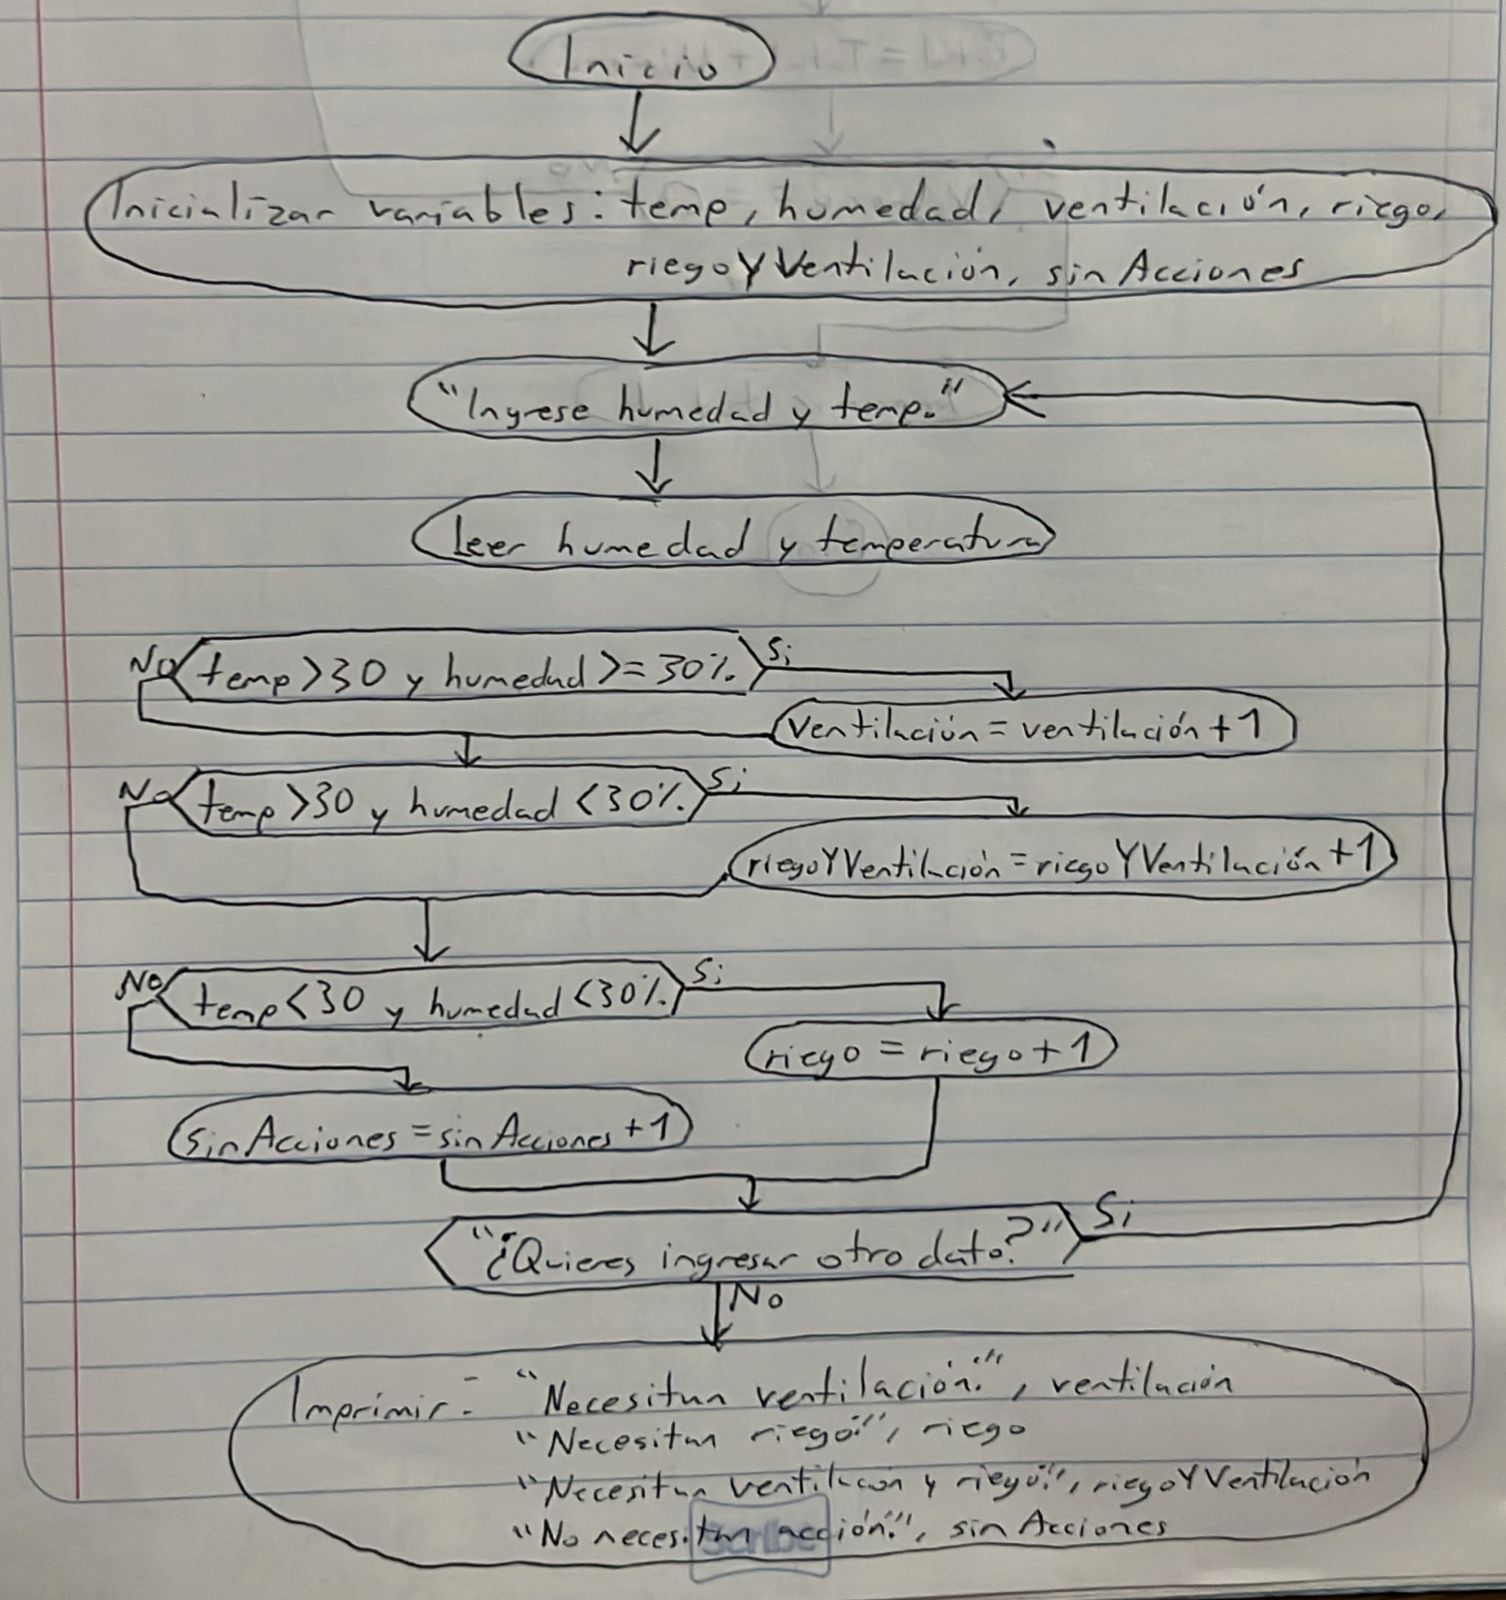 Inicio
Inicializar variables: temp, humedad, ventilación, riego,
riegoYVentilación, sinAcciones
"Ingrese humedad y temp."
Leer humedad y temperatura
No temp>30 y humedad >= 30%. Si
ventilación = ventilación + 1
No temp>30 y humedad <30%. Si
riegoYVentilación = riegoYVentilación + 1
No temp<30 y humedad <30%. Si
riego = riego + 1
sinAcciones = sinAcciones + 1
"¿Quieres ingresar otro dato?" Si
No
Imprimir: "Necesitan ventilación:", ventilación
"Necesitan riego:", riego
"Necesitan ventilacion y riego:", riegoYVentilación
"No necesitan acción:", sinAcciones
Scribe